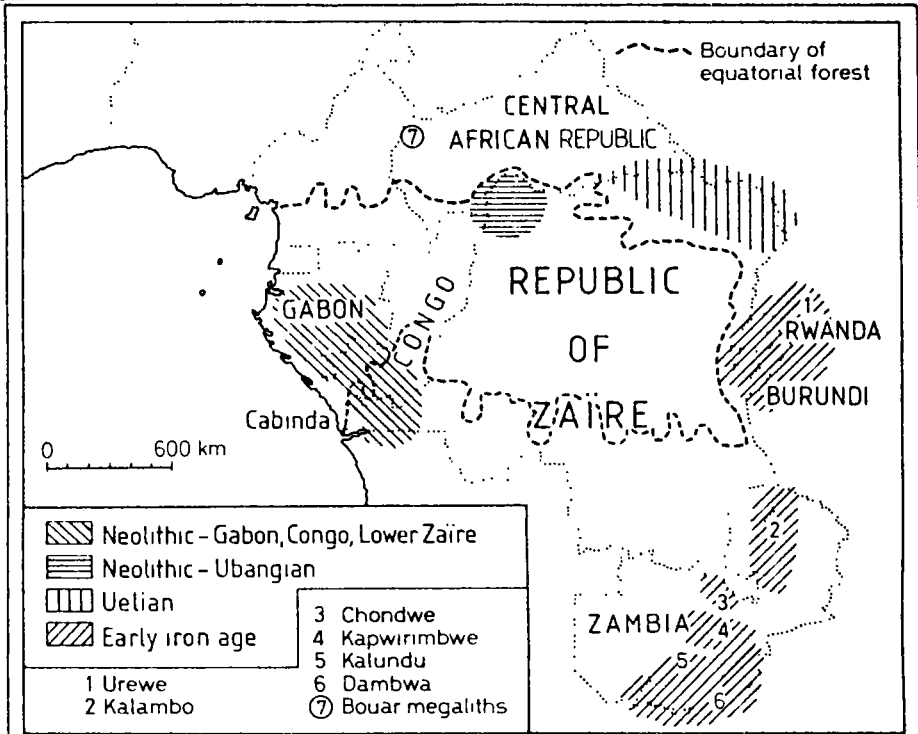 Boundary of
equatorial forest
CENTRAL
AFRICAN REPUBLIC
7
REPUBLIC
OF
ZAÏRE
GABON
CONGO
Cabinda
1
RWANDA
BURUNDI
0 600 km
2
3
ZAMBIA
4
5
6
Neolithic – Gabon, Congo, Lower Zaïre
Neolithic – Ubangian
Uelian
Early iron age
1 Urewe
2 Kalambo
3 Chondwe
4 Kapwirimbwe
5 Kalundu
6 Dambwa
7 Bouar megaliths